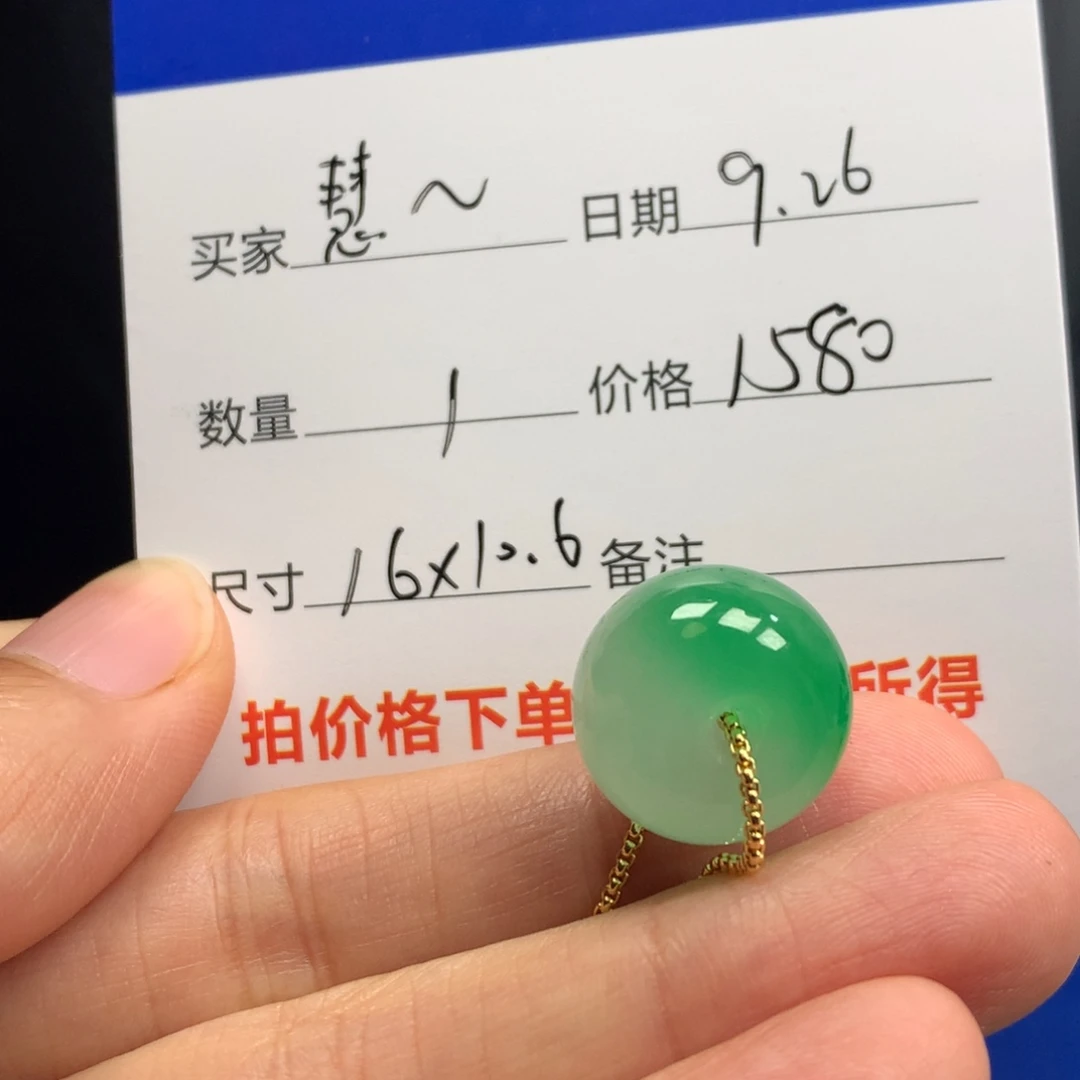 买家 慧~ 日期 9.26
数量 1 价格 1580
尺寸 16x10.6 备注
拍价格下单 所得